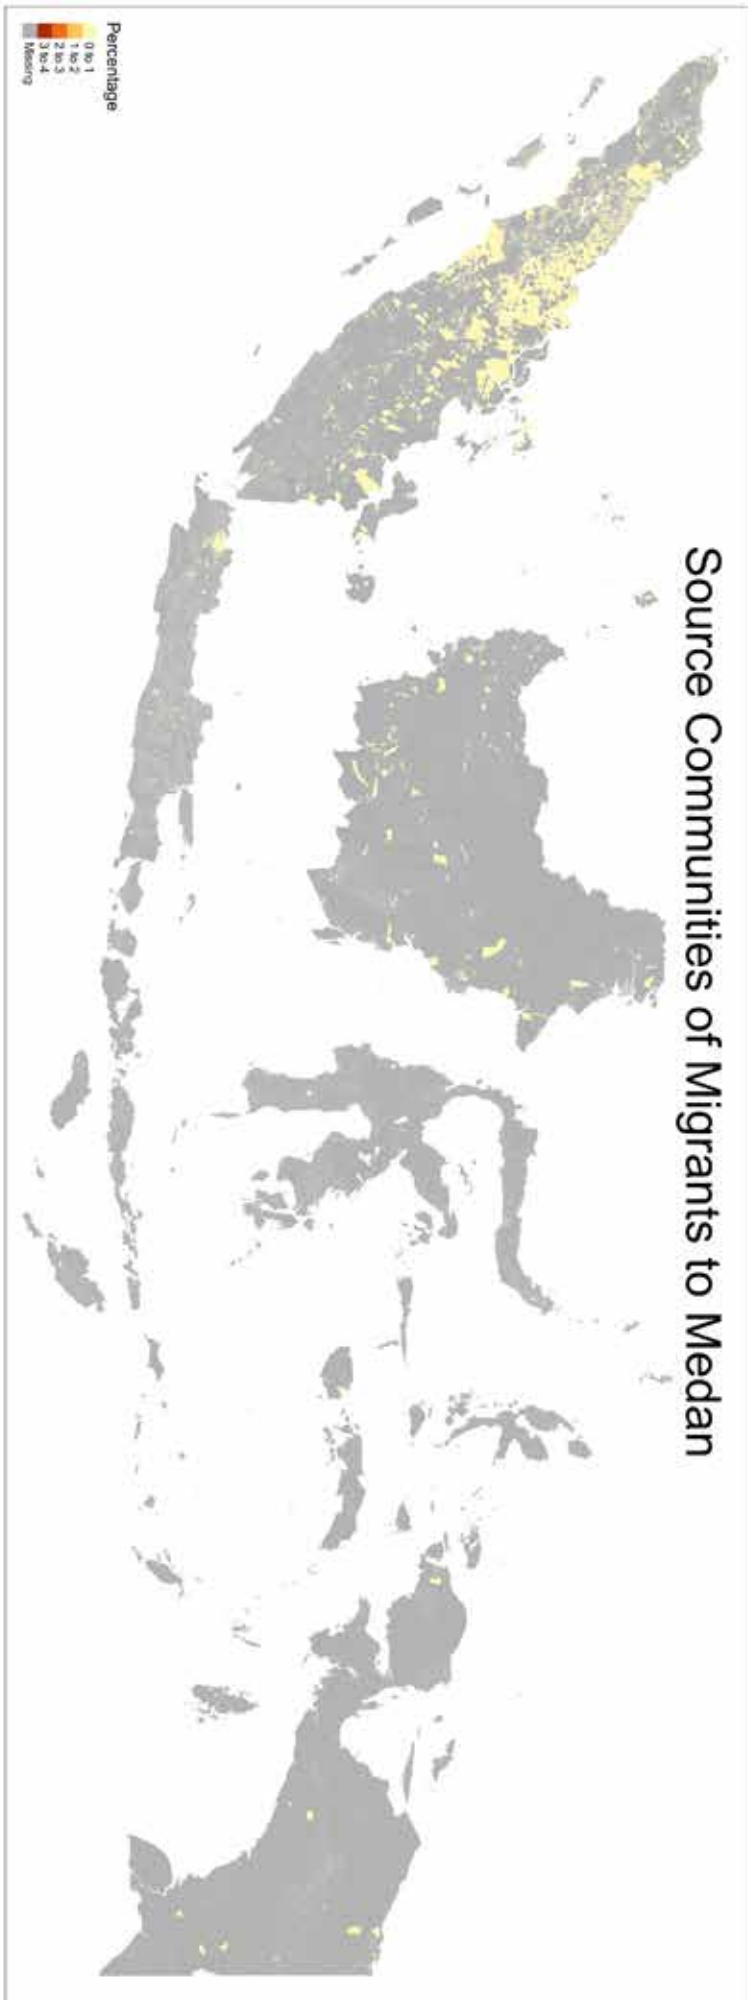 Source Communities of Migrants to Medan
Percentage
0 to 1
1 to 2
2 to 3
3 to 4
Missing